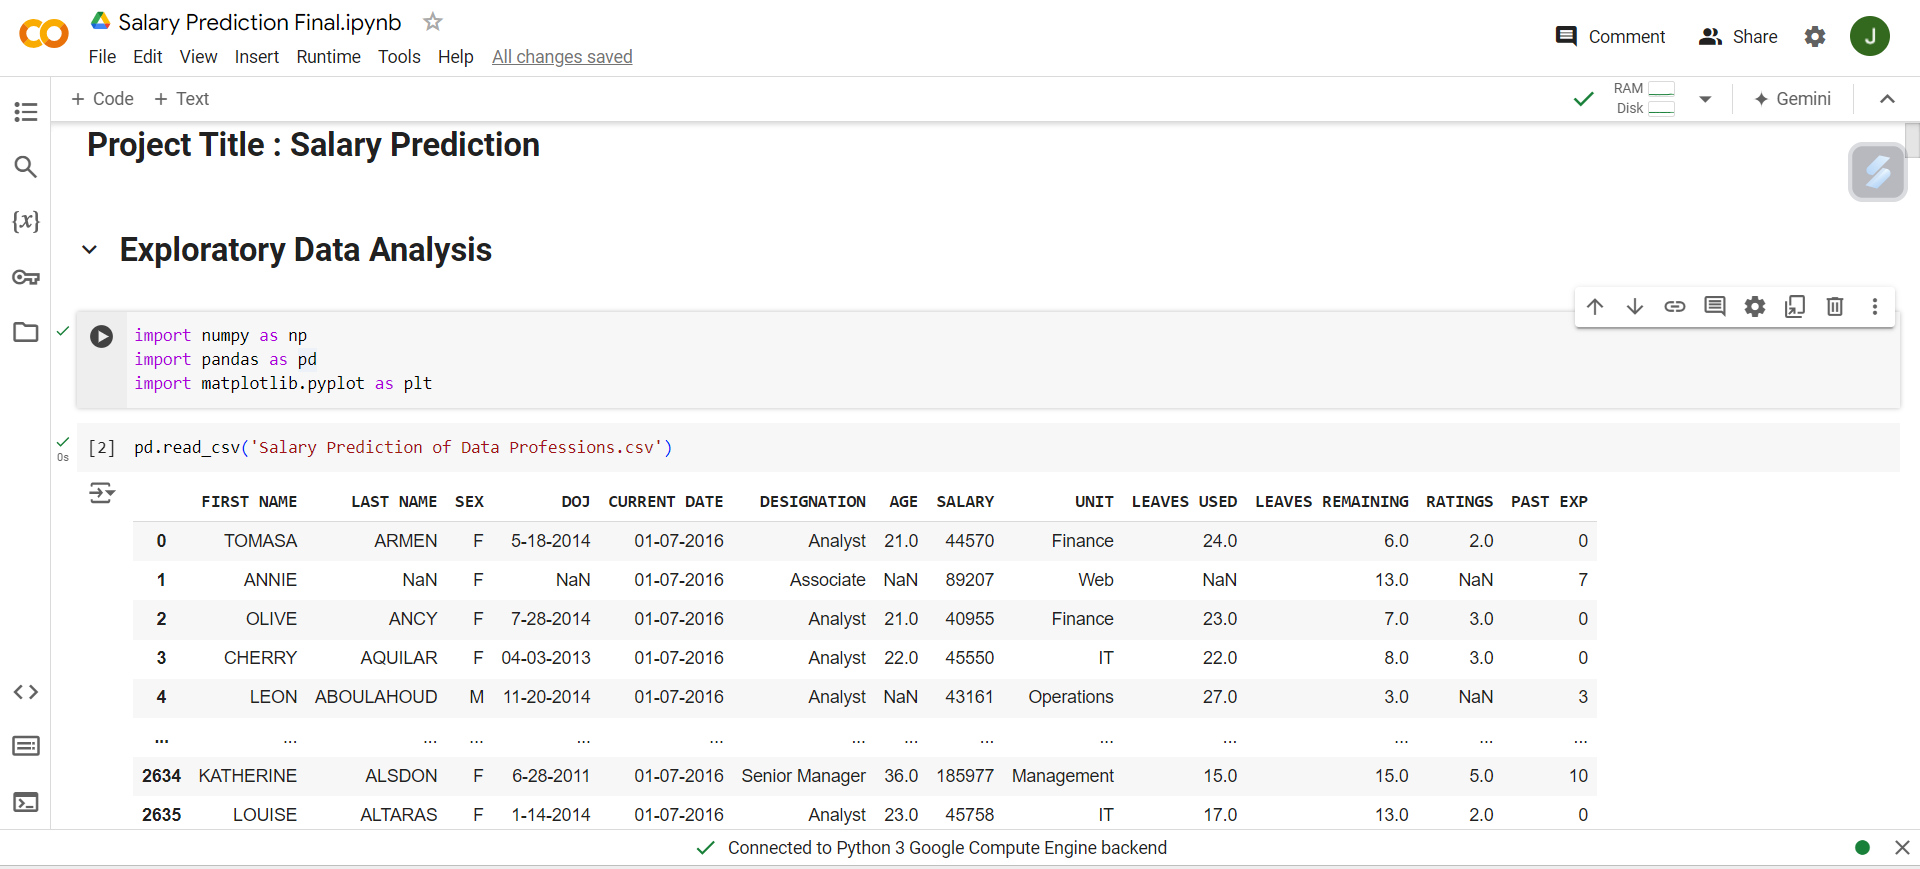 Salary Prediction Final.ipynb
File Edit View Insert Runtime Tools Help All changes saved
Comment Share J
+ Code + Text
RAM
Disk
Gemini
Project Title : Salary Prediction
Exploratory Data Analysis
import numpy as np
import pandas as pd
import matplotlib.pyplot as plt
[2] pd.read_csv('Salary Prediction of Data Professions.csv')
0s
FIRST NAME LAST NAME SEX DOJ CURRENT DATE DESIGNATION AGE SALARY UNIT LEAVES USED LEAVES REMAINING RATINGS PAST EXP
0 TOMASA ARMEN F 5-18-2014 01-07-2016 Analyst 21.0 44570 Finance 24.0 6.0 2.0 0
1 ANNIE NaN F NaN 01-07-2016 Associate NaN 89207 Web NaN 13.0 NaN 7
2 OLIVE ANCY F 7-28-2014 01-07-2016 Analyst 21.0 40955 Finance 23.0 7.0 3.0 0
3 CHERRY AQUILAR F 04-03-2013 01-07-2016 Analyst 22.0 45550 IT 22.0 8.0 3.0 0
4 LEON ABOULAHOUD M 11-20-2014 01-07-2016 Analyst NaN 43161 Operations 27.0 3.0 NaN 3
... ... ... ... ... ... ... ... ... ... ... ... ... ...
2634 KATHERINE ALSDON F 6-28-2011 01-07-2016 Senior Manager 36.0 185977 Management 15.0 15.0 5.0 10
2635 LOUISE ALTARAS F 1-14-2014 01-07-2016 Analyst 23.0 45758 IT 17.0 13.0 2.0 0
Connected to Python 3 Google Compute Engine backend